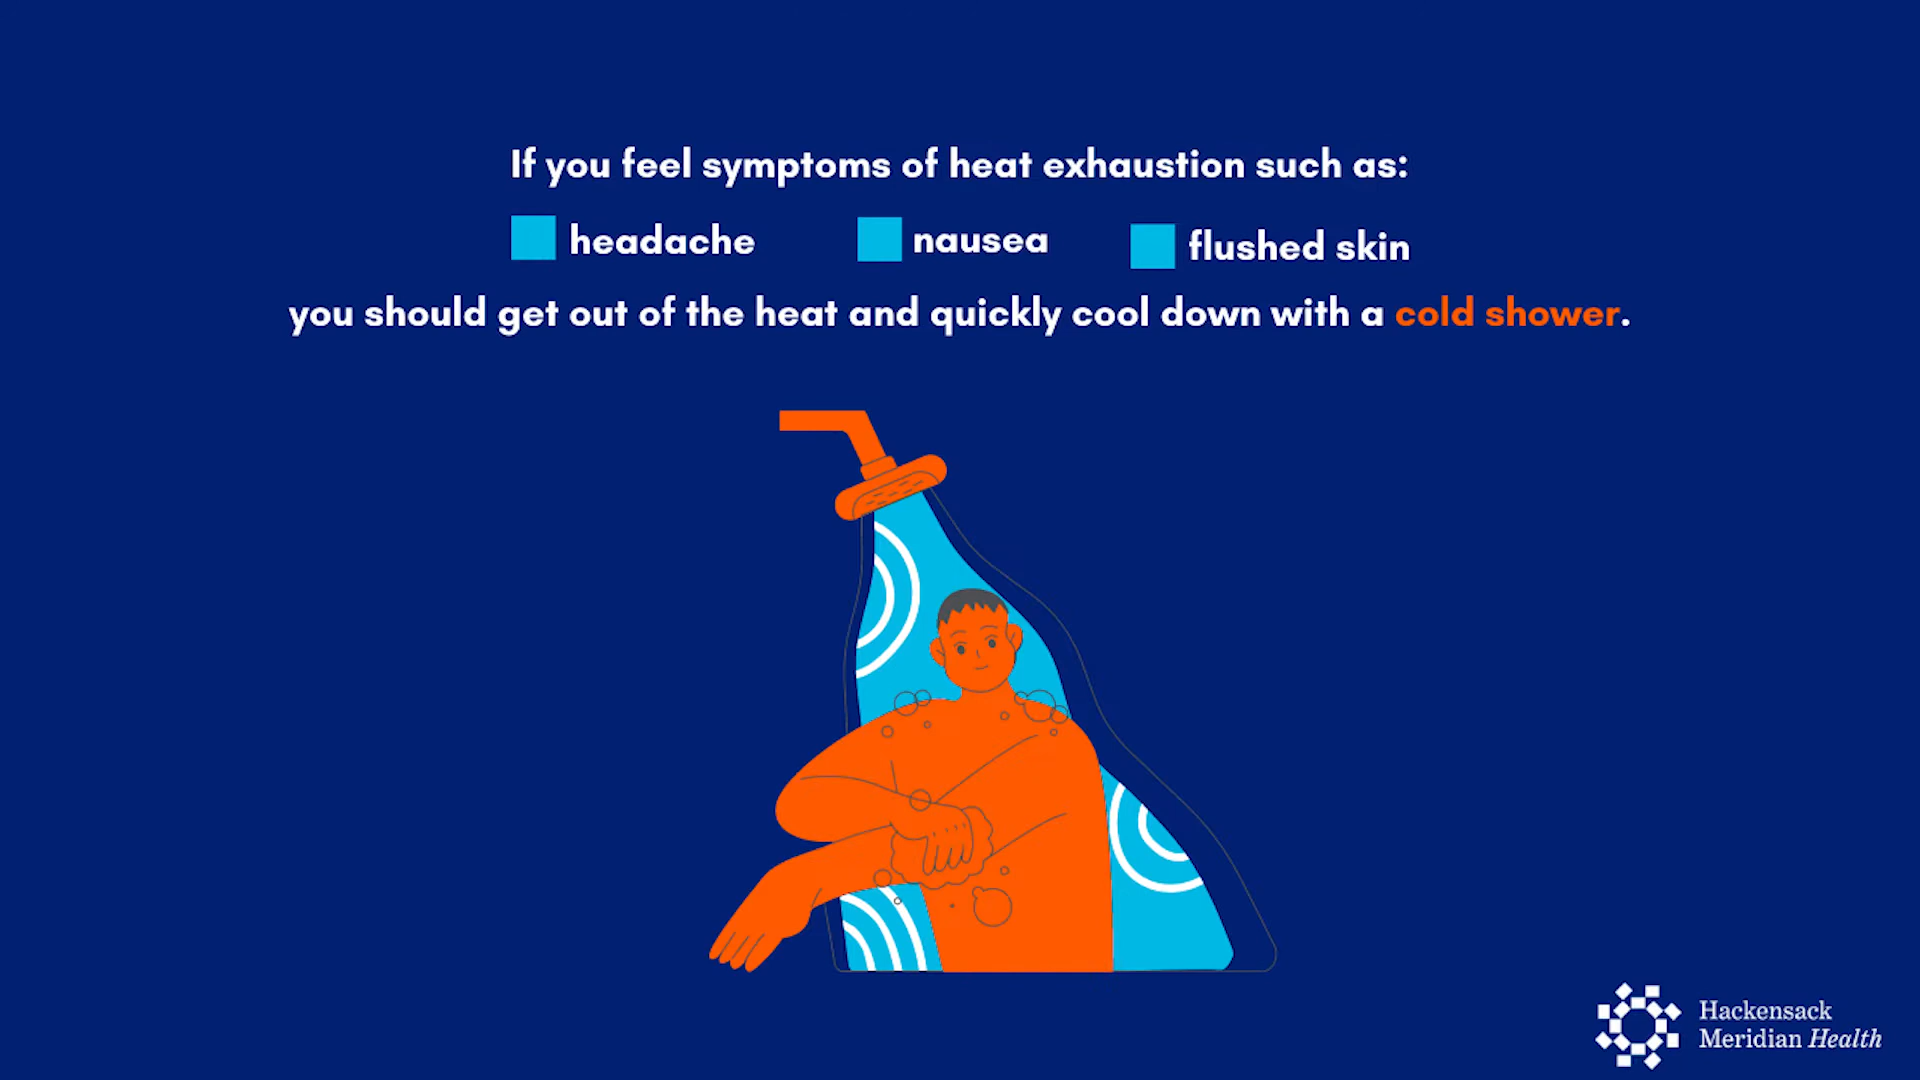 If you feel symptoms of heat exhaustion such as:
headache nausea flushed skin
you should get out of the heat and quickly cool down with a cold shower.
Hackensack
Meridian Health